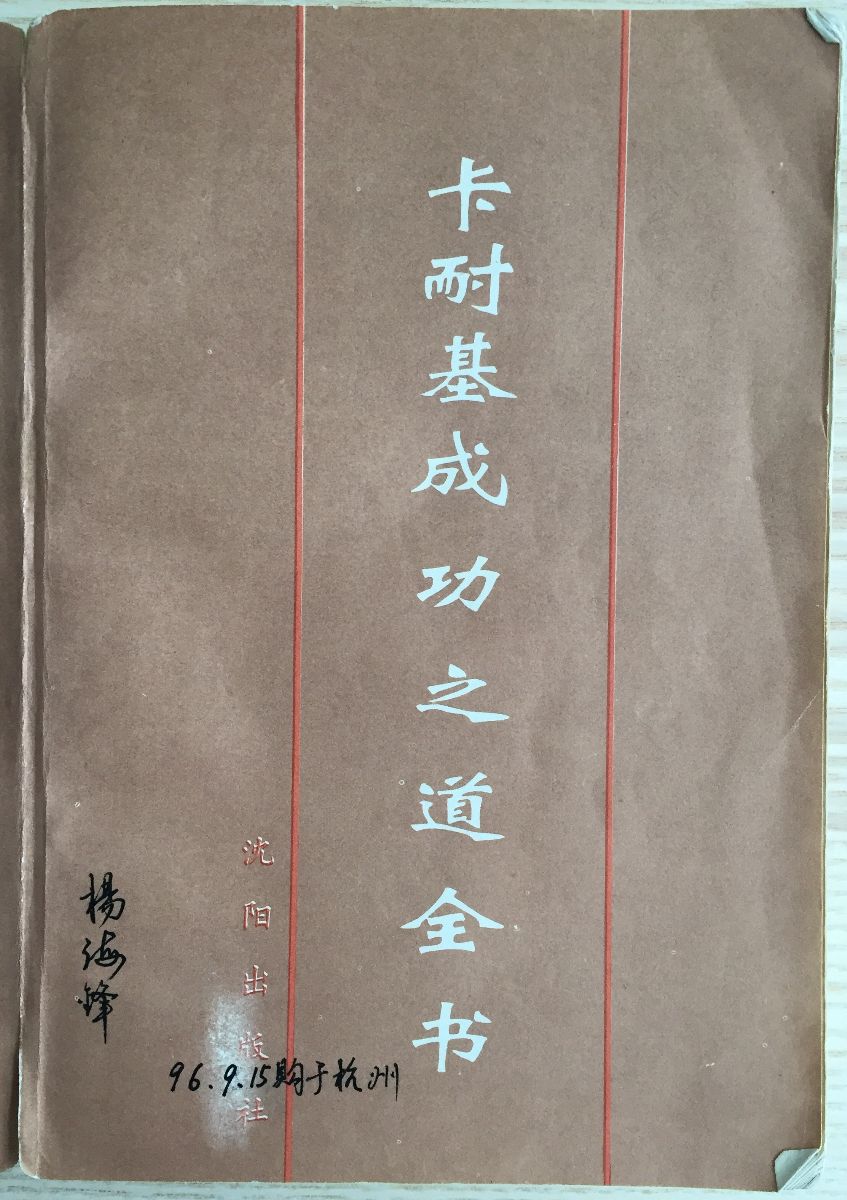 卡耐基成功之道全书
沈阳出版社
楊海鋒
96.9.15购于杭州